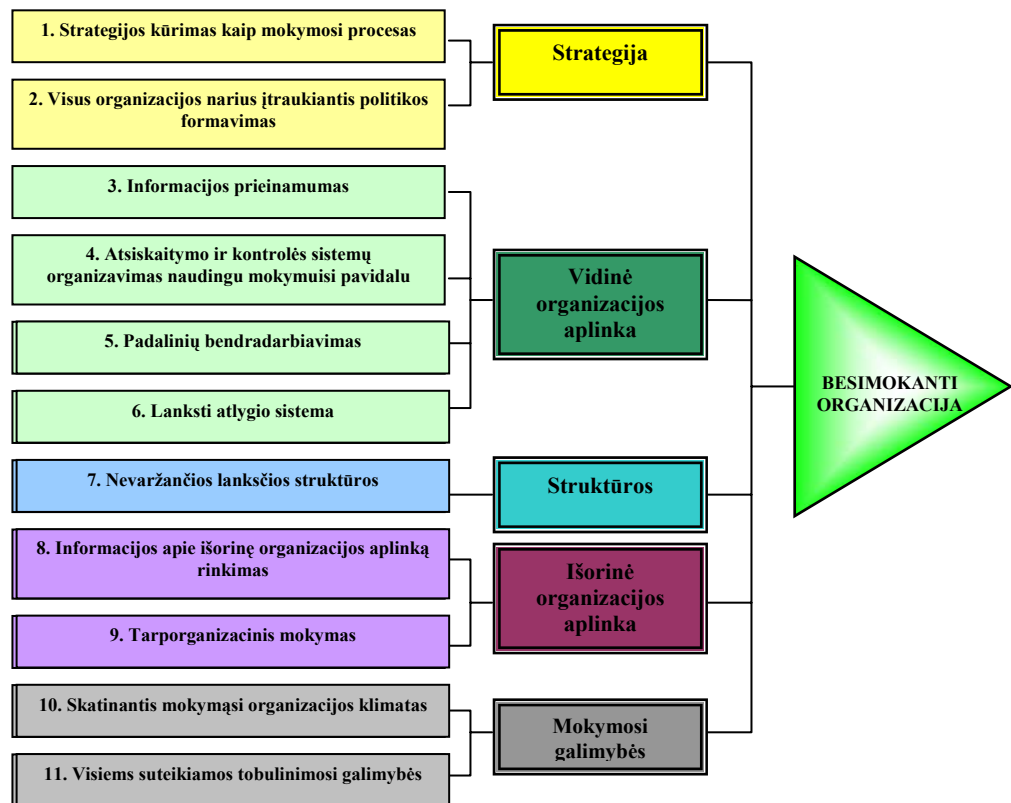 1. Strategijos kūrimas kaip mokymosi procesas
2. Visus organizacijos narius įtraukiantis politikos
formavimas
Strategija
3. Informacijos prieinamumas
4. Atsiskaitymo ir kontrolės sistemų
organizavimas naudingu mokymuisi pavidalu
5. Padalinių bendradarbiavimas
6. Lanksti atlygio sistema
Vidinė
organizacijos
aplinka
7. Nevaržančios lanksčios struktūros
Struktūros
8. Informacijos apie išorinę organizacijos aplinką
rinkimas
9. Tarporganizacinis mokymas
Išorinė
organizacijos
aplinka
10. Skatinantis mokymąsi organizacijos klimatas
11. Visiems suteikiamos tobulinimosi galimybės
Mokymosi
galimybės
BESIMOKANTI
ORGANIZACIJA